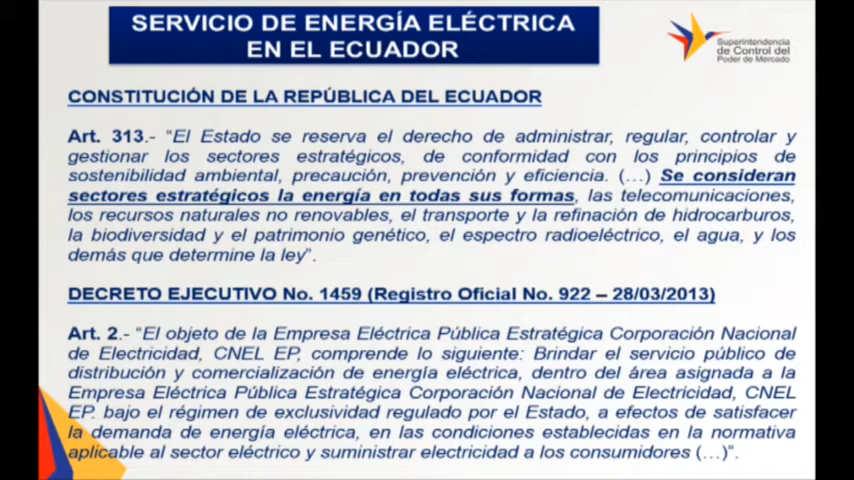 SERVICIO DE ENERGÍA ELÉCTRICA
EN EL ECUADOR
Superintendencia
de Control del
Poder de Mercado
CONSTITUCIÓN DE LA REPÚBLICA DEL ECUADOR
Art. 313.- “El Estado se reserva el derecho de administrar, regular, controlar y
gestionar los sectores estratégicos, de conformidad con los principios de
sostenibilidad ambiental, precaución, prevención y eficiencia. (…) Se consideran
sectores estratégicos la energía en todas sus formas, las telecomunicaciones,
los recursos naturales no renovables, el transporte y la refinación de hidrocarburos,
la biodiversidad y el patrimonio genético, el espectro radioeléctrico, el agua, y los
demás que determine la ley”.
DECRETO EJECUTIVO No. 1459 (Registro Oficial No. 922 – 28/03/2013)
Art. 2.- “El objeto de la Empresa Eléctrica Pública Estratégica Corporación Nacional
de Electricidad, CNEL EP, comprende lo siguiente: Brindar el servicio público de
distribución y comercialización de energía eléctrica, dentro del área asignada a la
Empresa Eléctrica Pública Estratégica Corporación Nacional de Electricidad, CNEL
EP. bajo el régimen de exclusividad regulado por el Estado, a efectos de satisfacer
la demanda de energía eléctrica, en las condiciones establecidas en la normativa
aplicable al sector eléctrico y suministrar electricidad a los consumidores (…)”.